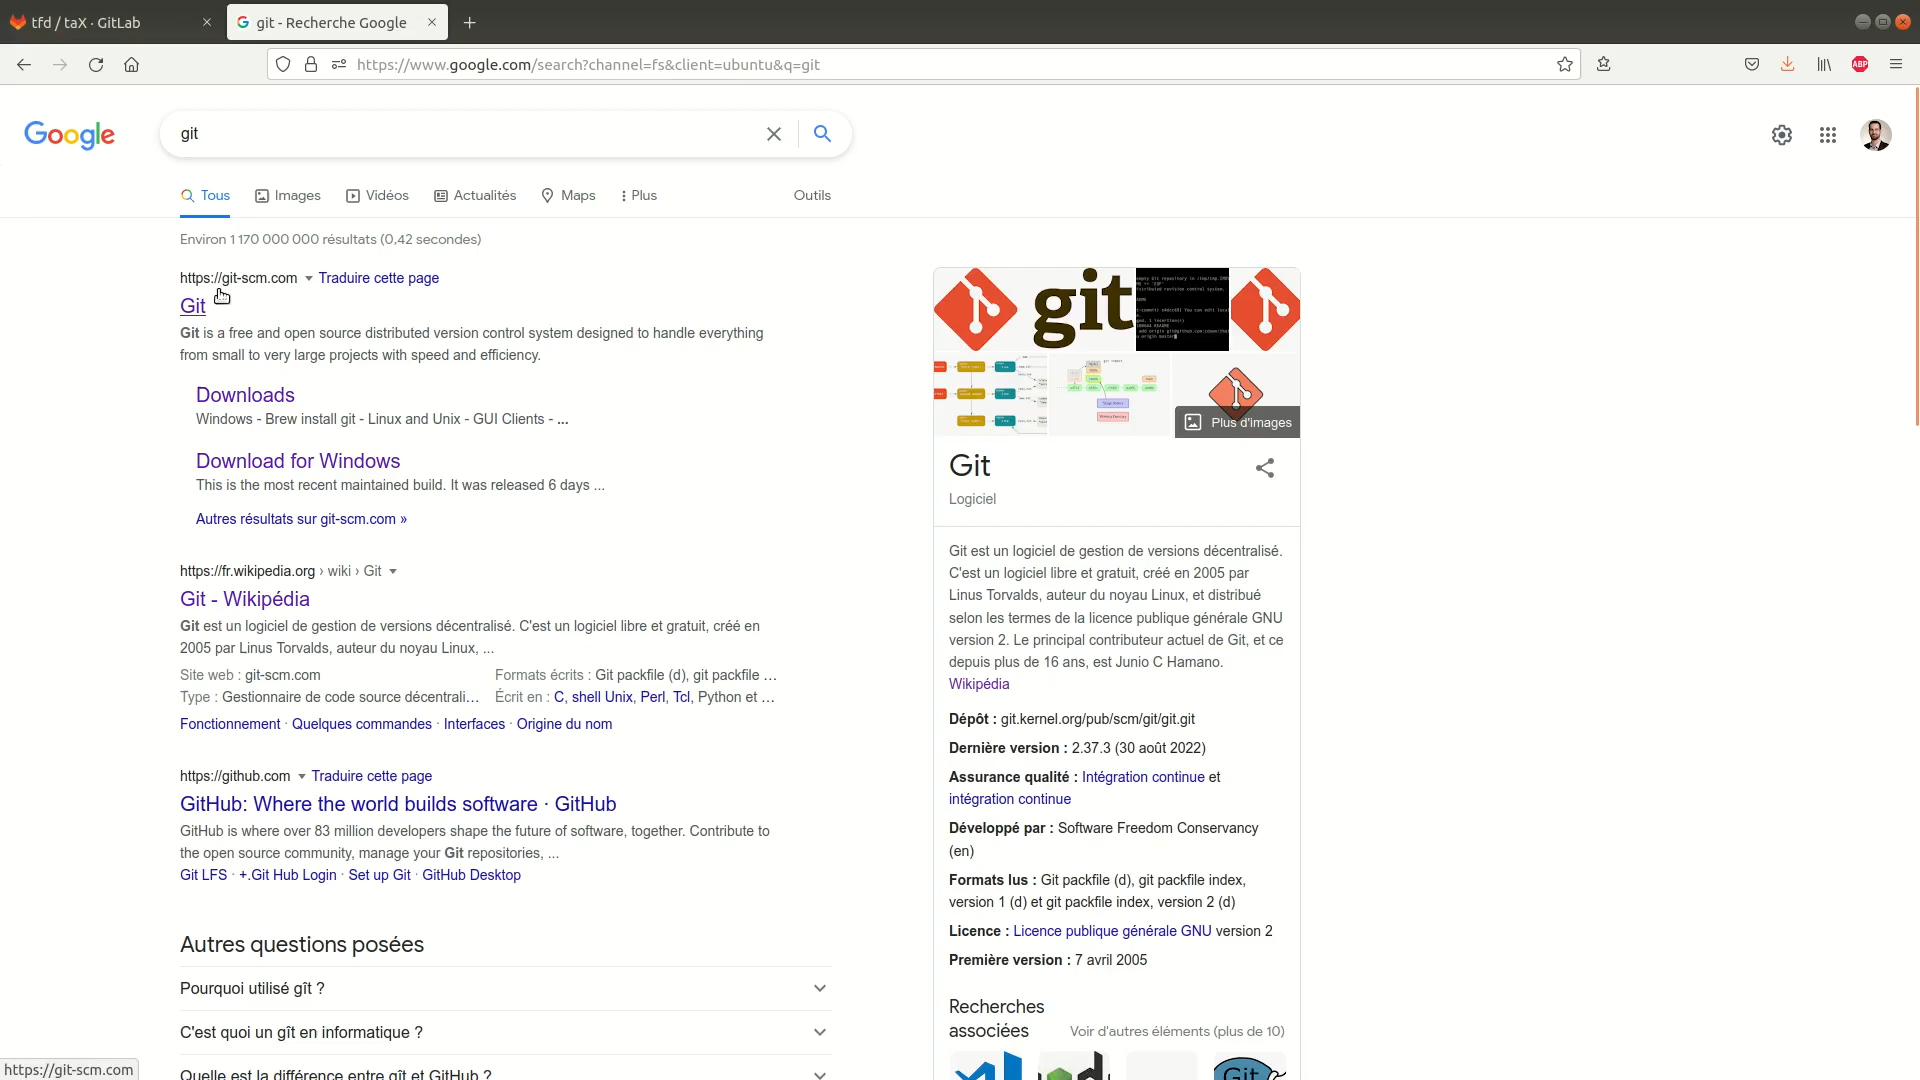 tfd / taX · GitLab
git - Recherche Google
https://www.google.com/search?channel=fs&client=ubuntu&q=git
ABP
Google
git
Tous
Images
Vidéos
Actualités
Maps
Plus
Outils
Environ 1 170 000 000 résultats (0,42 secondes)
https://git-scm.com
Traduire cette page
Git
Git is a free and open source distributed version control system designed to handle everything
from small to very large projects with speed and efficiency.
Downloads
Windows - Brew install git - Linux and Unix - GUI Clients - ...
Download for Windows
This is the most recent maintained build. It was released 6 days ...
Autres résultats sur git-scm.com »
https://fr.wikipedia.org › wiki › Git
Git - Wikipédia
Git est un logiciel de gestion de versions décentralisé. C'est un logiciel libre et gratuit, créé en
2005 par Linus Torvalds, auteur du noyau Linux, ...
Site web : git-scm.com
Formats écrits : Git packfile (d), git packfile ...
Type : Gestionnaire de code source décentrali...
Écrit en : C, shell Unix, Perl, Tcl, Python et ...
Fonctionnement · Quelques commandes · Interfaces · Origine du nom
https://github.com
Traduire cette page
GitHub: Where the world builds software · GitHub
GitHub is where over 83 million developers shape the future of software, together. Contribute to
the open source community, manage your Git repositories, ...
Git LFS · +.Git Hub Login · Set up Git · GitHub Desktop
Autres questions posées
Pourquoi utilisé gît ?
C'est quoi un gît en informatique ?
Quelle est la différence entre gît et GitHub ?
https://git-scm.com
git
Plus d'images
Git
Logiciel
Git est un logiciel de gestion de versions décentralisé.
C'est un logiciel libre et gratuit, créé en 2005 par
Linus Torvalds, auteur du noyau Linux, et distribué
selon les termes de la licence publique générale GNU
version 2. Le principal contributeur actuel de Git, et ce
depuis plus de 16 ans, est Junio C Hamano.
Wikipédia
Dépôt : git.kernel.org/pub/scm/git/git.git
Dernière version : 2.37.3 (30 août 2022)
Assurance qualité : Intégration continue et
intégration continue
Développé par : Software Freedom Conservancy
(en)
Formats lus : Git packfile (d), git packfile index,
version 1 (d) et git packfile index, version 2 (d)
Licence : Licence publique générale GNU version 2
Première version : 7 avril 2005
Recherches
associées
Voir d'autres éléments (plus de 10)
Git